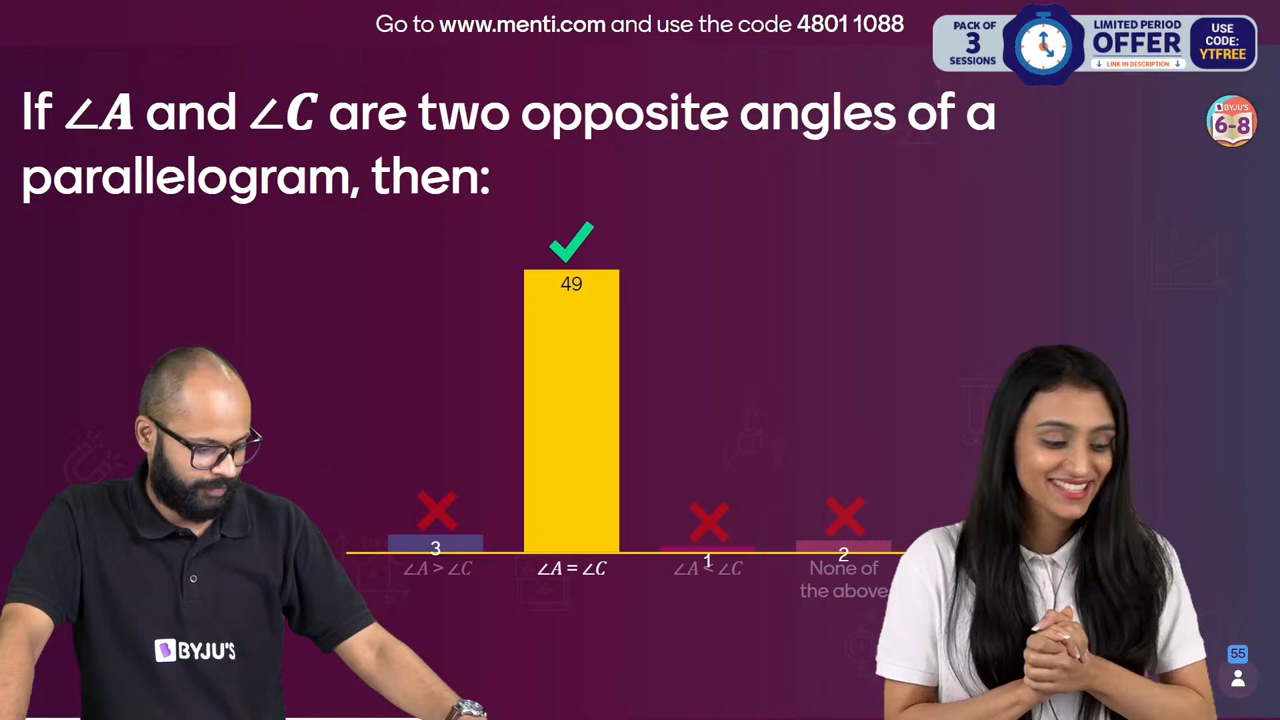 Go to www.menti.com and use the code 4801 1088
PACK OF
3
SESSIONS
LIMITED PERIOD
OFFER
↓ LINK IN DESCRIPTION ↓
USE
CODE:
YTFREE
If ∠A and ∠C are two opposite angles of a
parallelogram, then:
BYJU'S
6-8
49
3
1
2
∠A > ∠C
∠A = ∠C
∠A < ∠C
None of
the above
BYJU'S
55